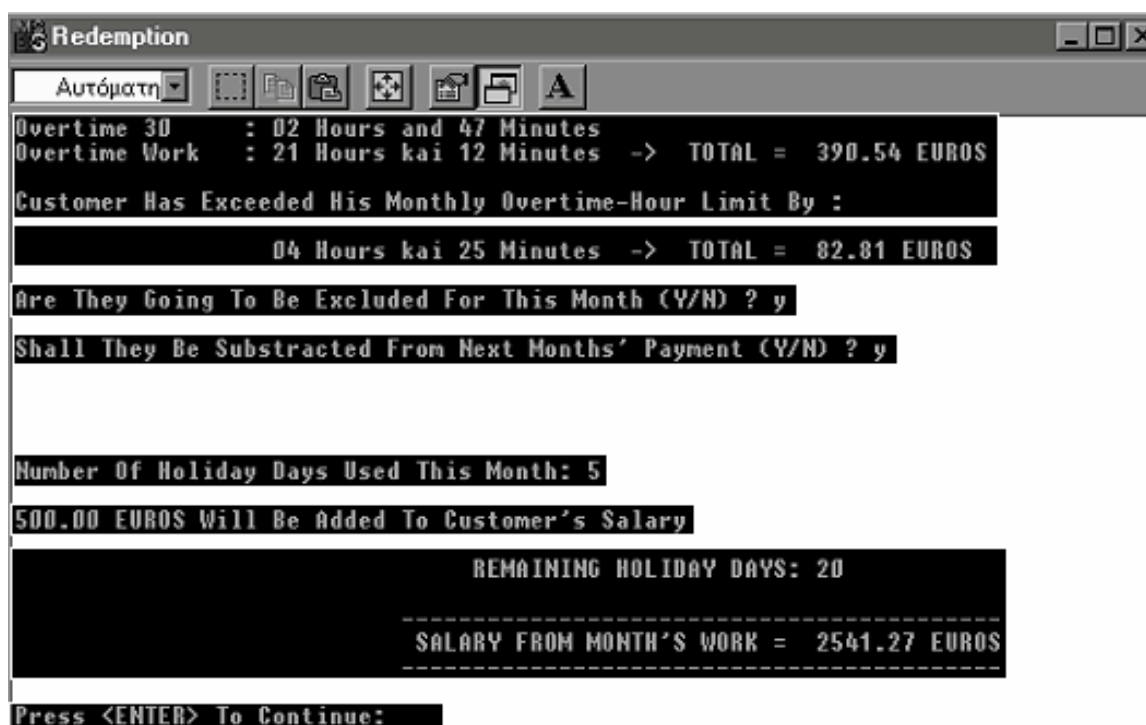 Redemption
Αυτόματη
A
Overtime 30 : 02 Hours and 47 Minutes
Overtime Work : 21 Hours kai 12 Minutes -> TOTAL = 390.54 EUROS
Customer Has Exceeded His Monthly Overtime-Hour Limit By :
04 Hours kai 25 Minutes -> TOTAL = 82.81 EUROS
Are They Going To Be Excluded For This Month (Y/N) ? y
Shall They Be Substracted From Next Months' Payment (Y/N) ? y
Number Of Holiday Days Used This Month: 5
500.00 EUROS Will Be Added To Customer's Salary
REMAINING HOLIDAY DAYS: 20
SALARY FROM MONTH'S WORK = 2541.27 EUROS
Press <ENTER> To Continue: